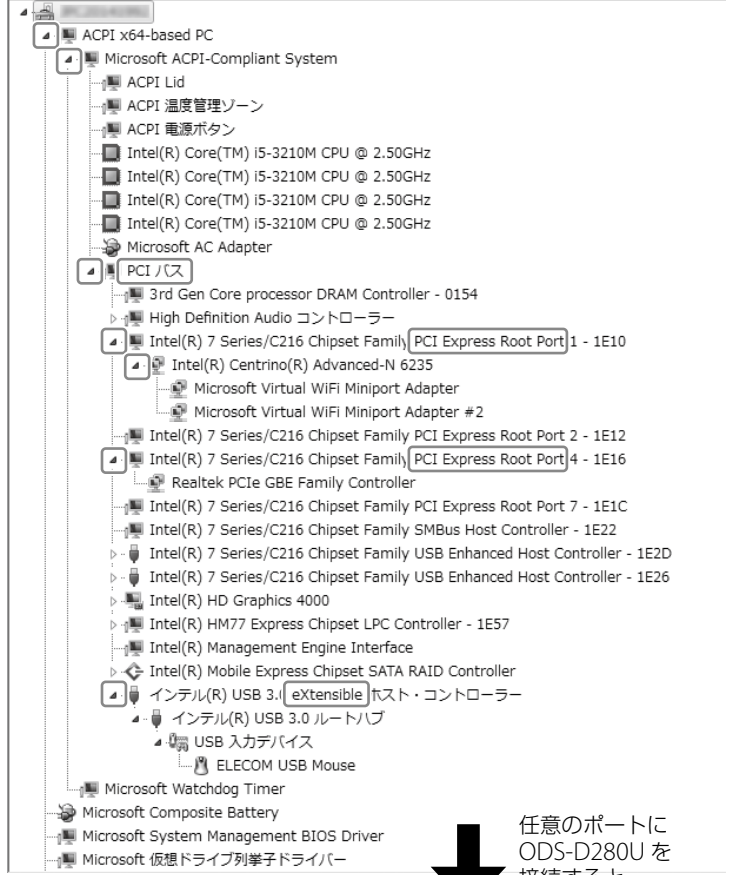 ACPI x64-based PC
Microsoft ACPI-Compliant System
ACPI Lid
ACPI 温度管理ゾーン
ACPI 電源ボタン
Intel(R) Core(TM) i5-3210M CPU @ 2.50GHz
Intel(R) Core(TM) i5-3210M CPU @ 2.50GHz
Intel(R) Core(TM) i5-3210M CPU @ 2.50GHz
Intel(R) Core(TM) i5-3210M CPU @ 2.50GHz
Microsoft AC Adapter
PCI バス
3rd Gen Core processor DRAM Controller - 0154
High Definition Audio コントローラー
Intel(R) 7 Series/C216 Chipset Family PCI Express Root Port 1 - 1E10
Intel(R) Centrino(R) Advanced-N 6235
Microsoft Virtual WiFi Miniport Adapter
Microsoft Virtual WiFi Miniport Adapter #2
Intel(R) 7 Series/C216 Chipset Family PCI Express Root Port 2 - 1E12
Intel(R) 7 Series/C216 Chipset Family PCI Express Root Port 4 - 1E16
Realtek PCIe GBE Family Controller
Intel(R) 7 Series/C216 Chipset Family PCI Express Root Port 7 - 1E1C
Intel(R) 7 Series/C216 Chipset Family SMBus Host Controller - 1E22
Intel(R) 7 Series/C216 Chipset Family USB Enhanced Host Controller - 1E2D
Intel(R) 7 Series/C216 Chipset Family USB Enhanced Host Controller - 1E26
Intel(R) HD Graphics 4000
Intel(R) HM77 Express Chipset LPC Controller - 1E57
Intel(R) Management Engine Interface
Intel(R) Mobile Express Chipset SATA RAID Controller
インテル(R) USB 3.0 eXtensible ホスト・コントローラー
インテル(R) USB 3.0 ルートハブ
USB 入力デバイス
ELECOM USB Mouse
Microsoft Watchdog Timer
Microsoft Composite Battery
Microsoft System Management BIOS Driver
Microsoft 仮想ドライブ列挙子ドライバー
任意のポートに
ODS-D280U を
接続すると